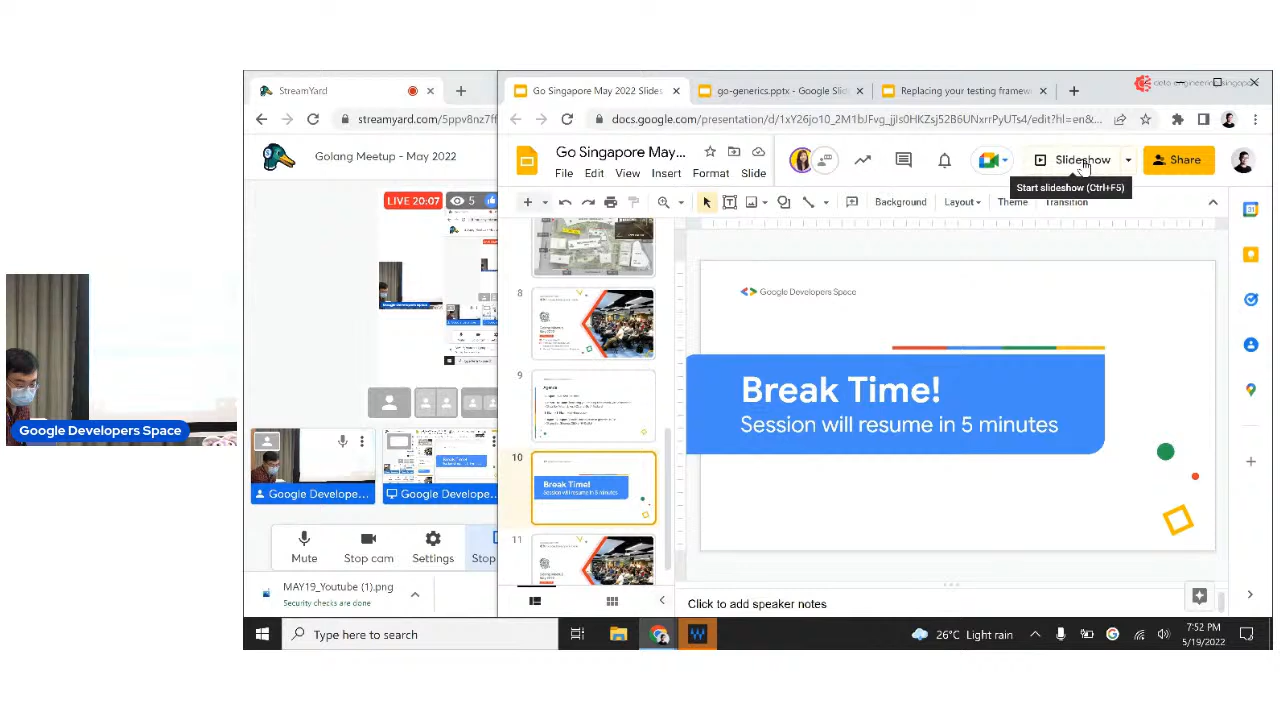 StreamYard
Go Singapore May 2022 Slides
go-generics.pptx - Google Slid
Replacing your testing framew
streamyard.com/5ppv8nz7ff
docs.google.com/presentation/d/1xY26jo10_2M1bJFvg_jJIs0HKZsj52B6UNxrrPyUTs4/edit?hl=en&...
Golang Meetup - May 2022
Go Singapore May...
File Edit View Insert Format Slide
Slideshow
Share
Start slideshow (Ctrl+F5)
LIVE 20:07
5
Background
Layout
Theme
Transition
Google Developers Space
8
9
Agenda
10
Break Time!
Session will resume in 5 minutes
11
Google Developers Space
Break Time!
Session will resume in 5 minutes
Google Develope...
Google Develope...
Mute
Stop cam
Settings
Stop
MAY19_Youtube (1).png
Security checks are done
Click to add speaker notes
Type here to search
26°C Light rain
7:52 PM
5/19/2022